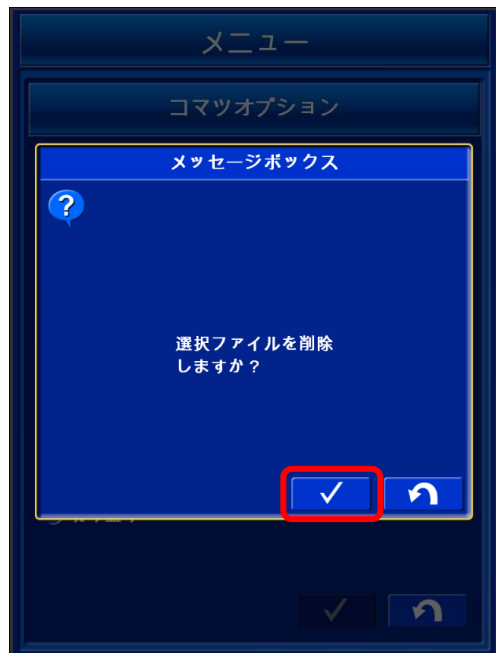 メニュー
コマツオプション
メッセージボックス
?
選択ファイルを削除
しますか？